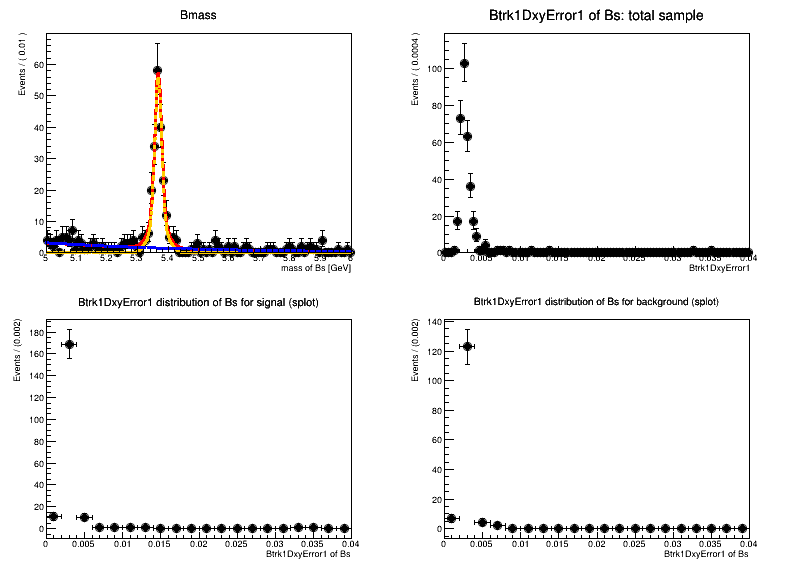 Bmass
Events / ( 0.01 )
60
50
40
30
20
10
0
5 5.1 5.2 5.3 5.4 5.5 5.6 5.7 5.8 5.9 6
mass of Bs [GeV]
Btrk1DxyError1 of Bs: total sample
Events / ( 0.0004 )
100
80
60
40
20
0
0 0.005 0.01 0.015 0.02 0.025 0.03 0.035 0.04
Btrk1DxyError1
Btrk1DxyError1 distribution of Bs for signal (splot)
Events / (0.002)
180
160
140
120
100
80
60
40
20
0
0 0.005 0.01 0.015 0.02 0.025 0.03 0.035 0.04
Btrk1DxyError1 of Bs
Btrk1DxyError1 distribution of Bs for background (splot)
Events / (0.002)
140
120
100
80
60
40
20
0
0 0.005 0.01 0.015 0.02 0.025 0.03 0.035 0.04
Btrk1DxyError1 of Bs